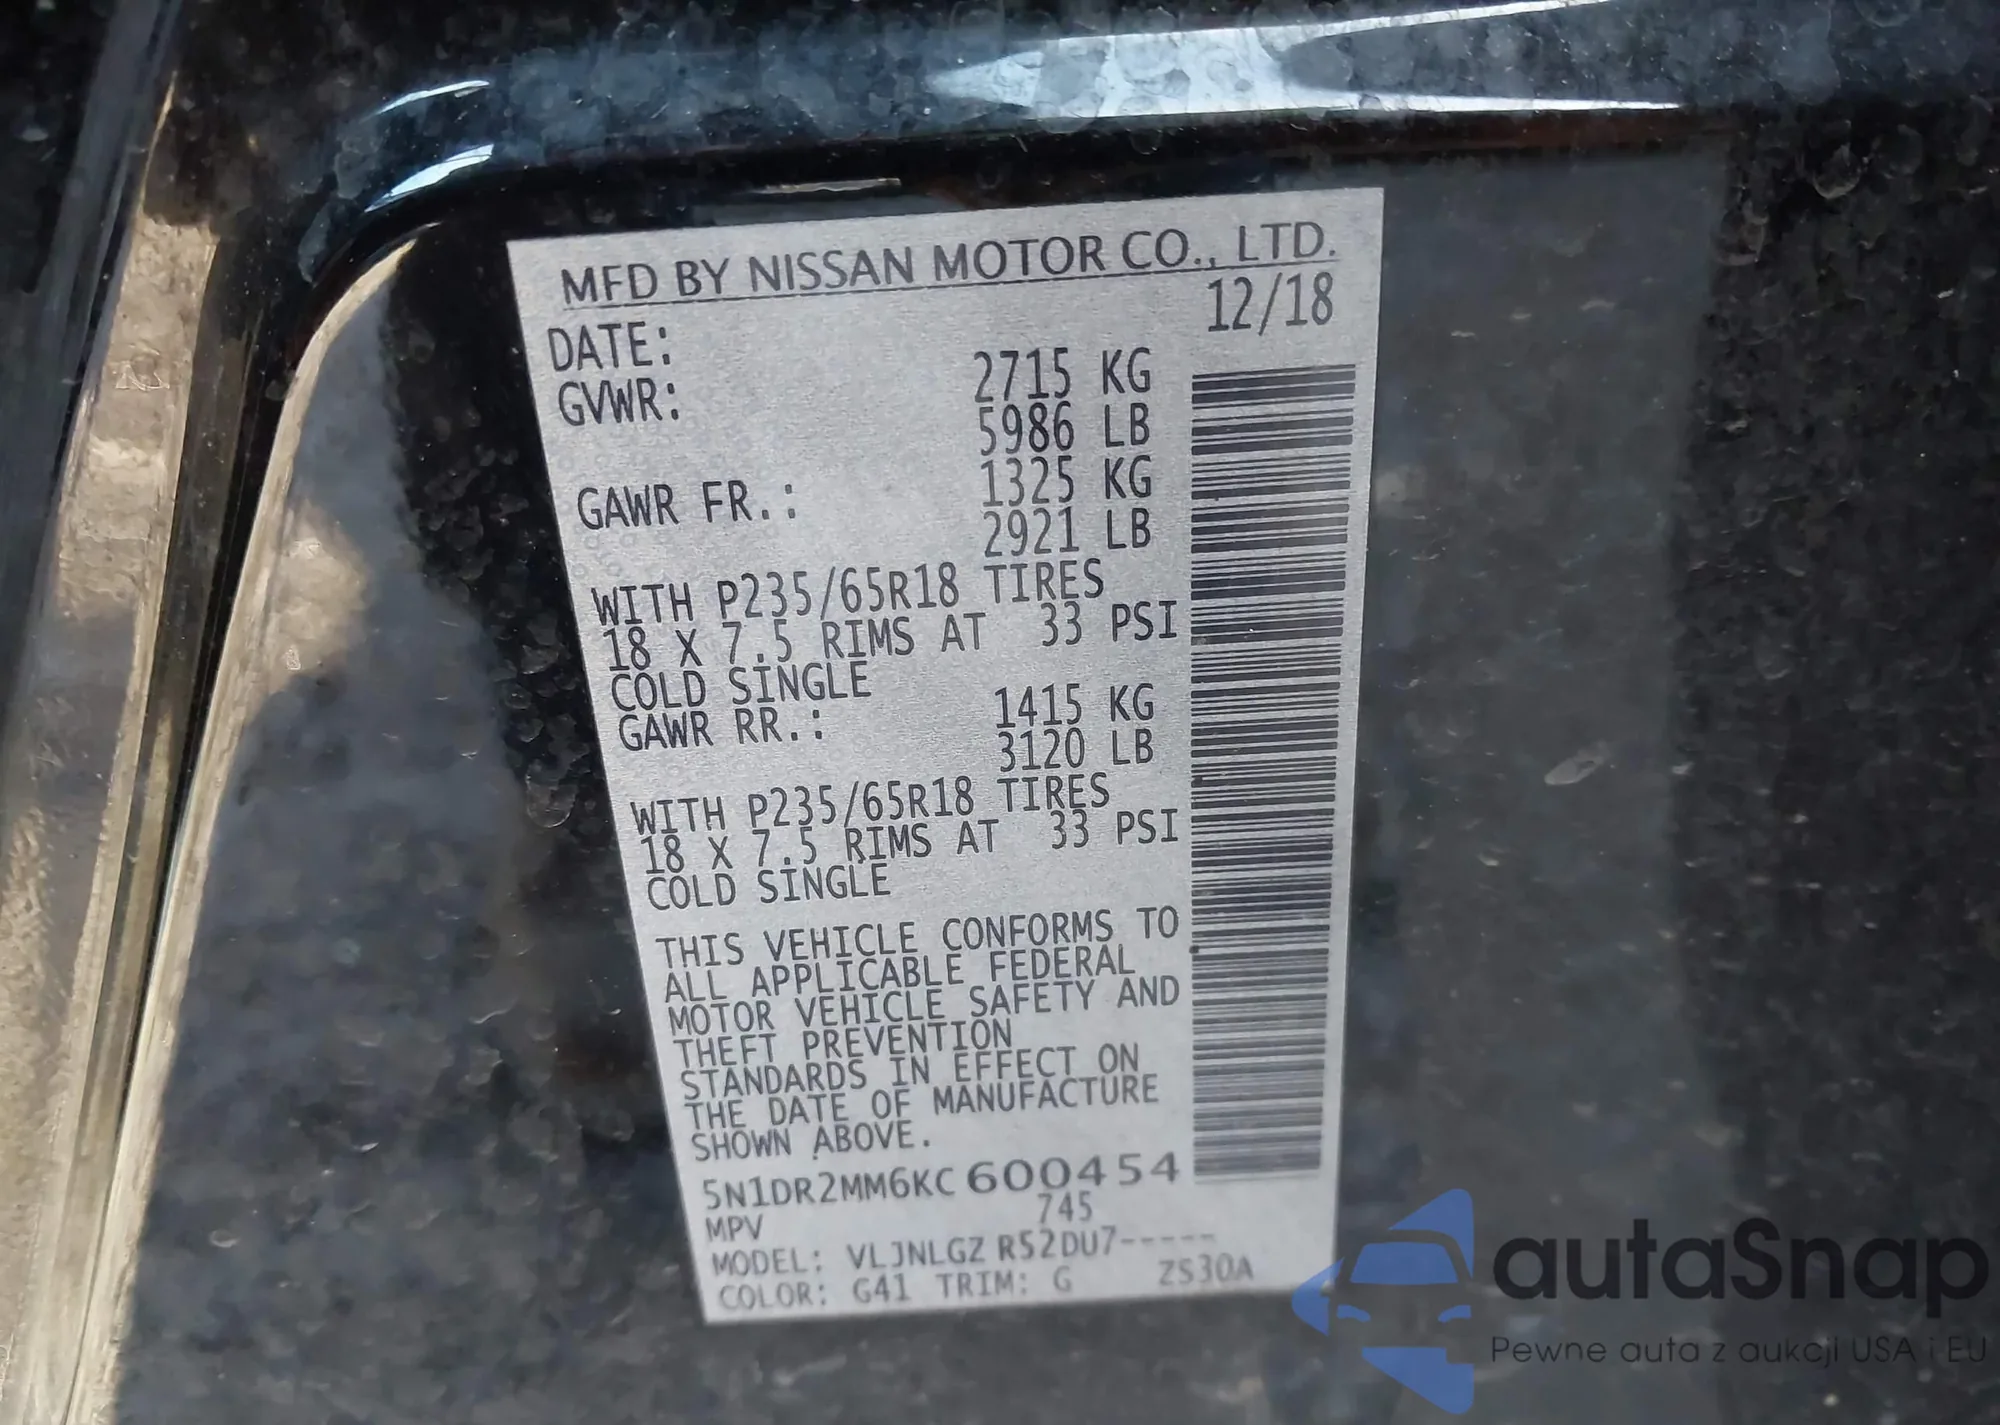 MFD BY NISSAN MOTOR CO., LTD.
DATE: 12/18
GVWR: 2715 KG
5986 LB
GAWR FR.: 1325 KG
2921 LB
WITH P235/65R18 TIRES
18 X 7.5 RIMS AT 33 PSI
COLD SINGLE
GAWR RR.: 1415 KG
3120 LB
WITH P235/65R18 TIRES
18 X 7.5 RIMS AT 33 PSI
COLD SINGLE
THIS VEHICLE CONFORMS TO
ALL APPLICABLE FEDERAL
MOTOR VEHICLE SAFETY AND
THEFT PREVENTION
STANDARDS IN EFFECT ON
THE DATE OF MANUFACTURE
SHOWN ABOVE.
5N1DR2MM6KC600454
MPV 745
MODEL: VLJNLGZ R52DU7-----
COLOR: G41 TRIM: G ZS30A
autaSnap
Pewne auta z aukcji USA i EU